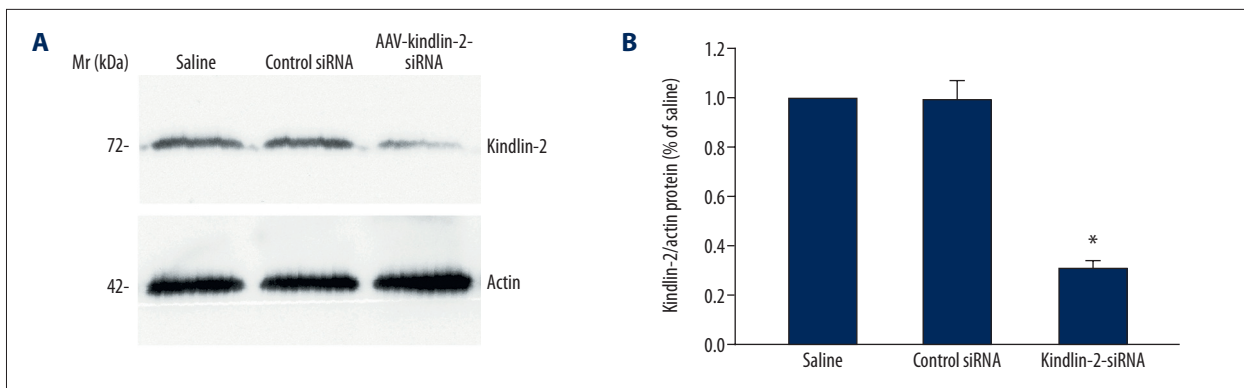 A
Mr (kDa)
Saline
Control siRNA
AAV-kindlin-2-
siRNA
72-
Kindlin-2
42-
Actin
B
Kindlin-2/actin protein (% of saline)
1.2
1.0
0.8
0.6
0.4
0.2
0.0
*
Saline
Control siRNA
Kindlin-2-siRNA